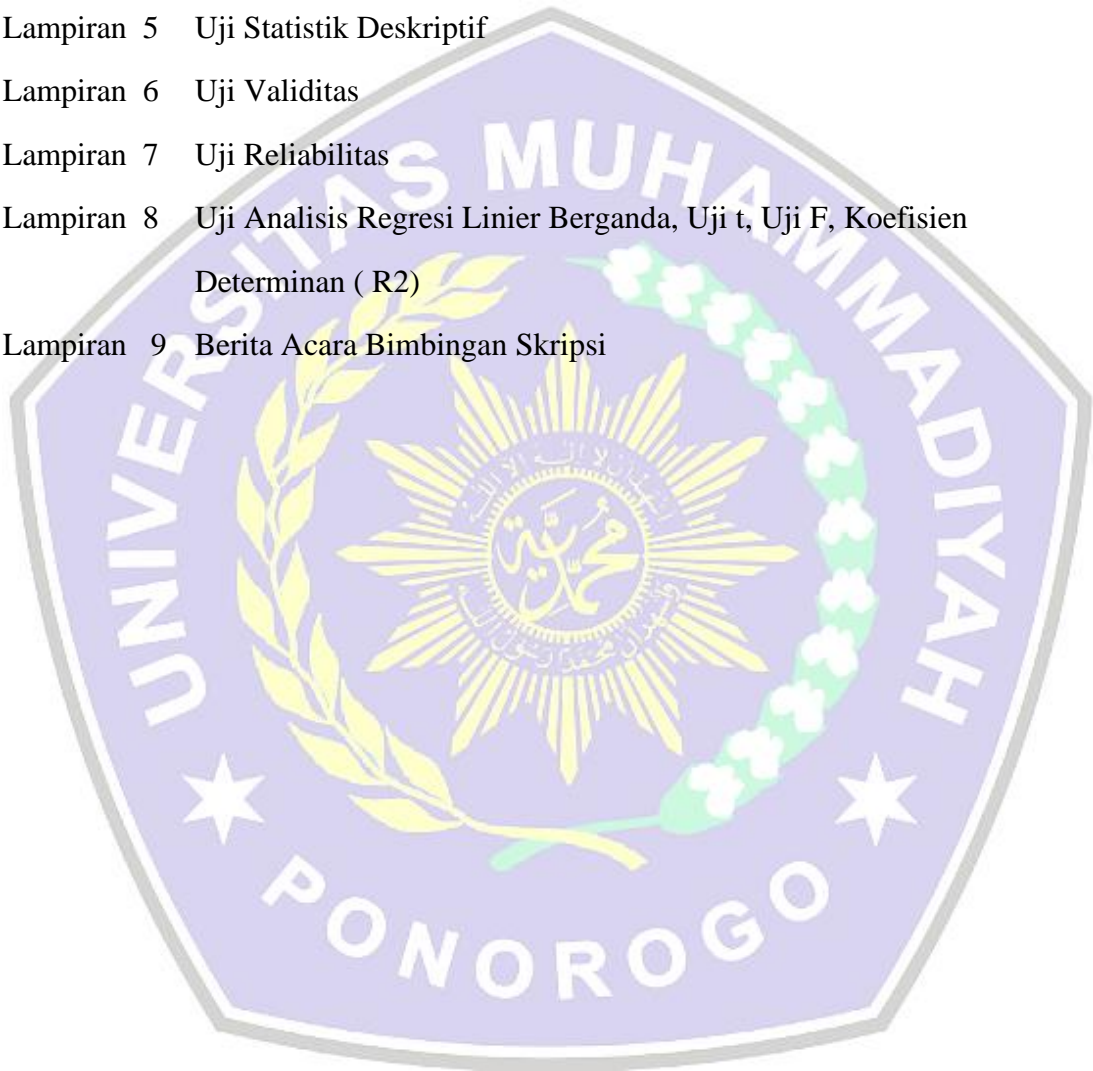 Lampiran 5 Uji Statistik Deskriptif
Lampiran 6 Uji Validitas
Lampiran 7 Uji Reliabilitas
Lampiran 8 Uji Analisis Regresi Linier Berganda, Uji t, Uji F, Koefisien
Determinan ( R2)
Lampiran 9 Berita Acara Bimbingan Skripsi
UNIVERSITAS MUHAMMADIYAH
PONOROGO
محمدية